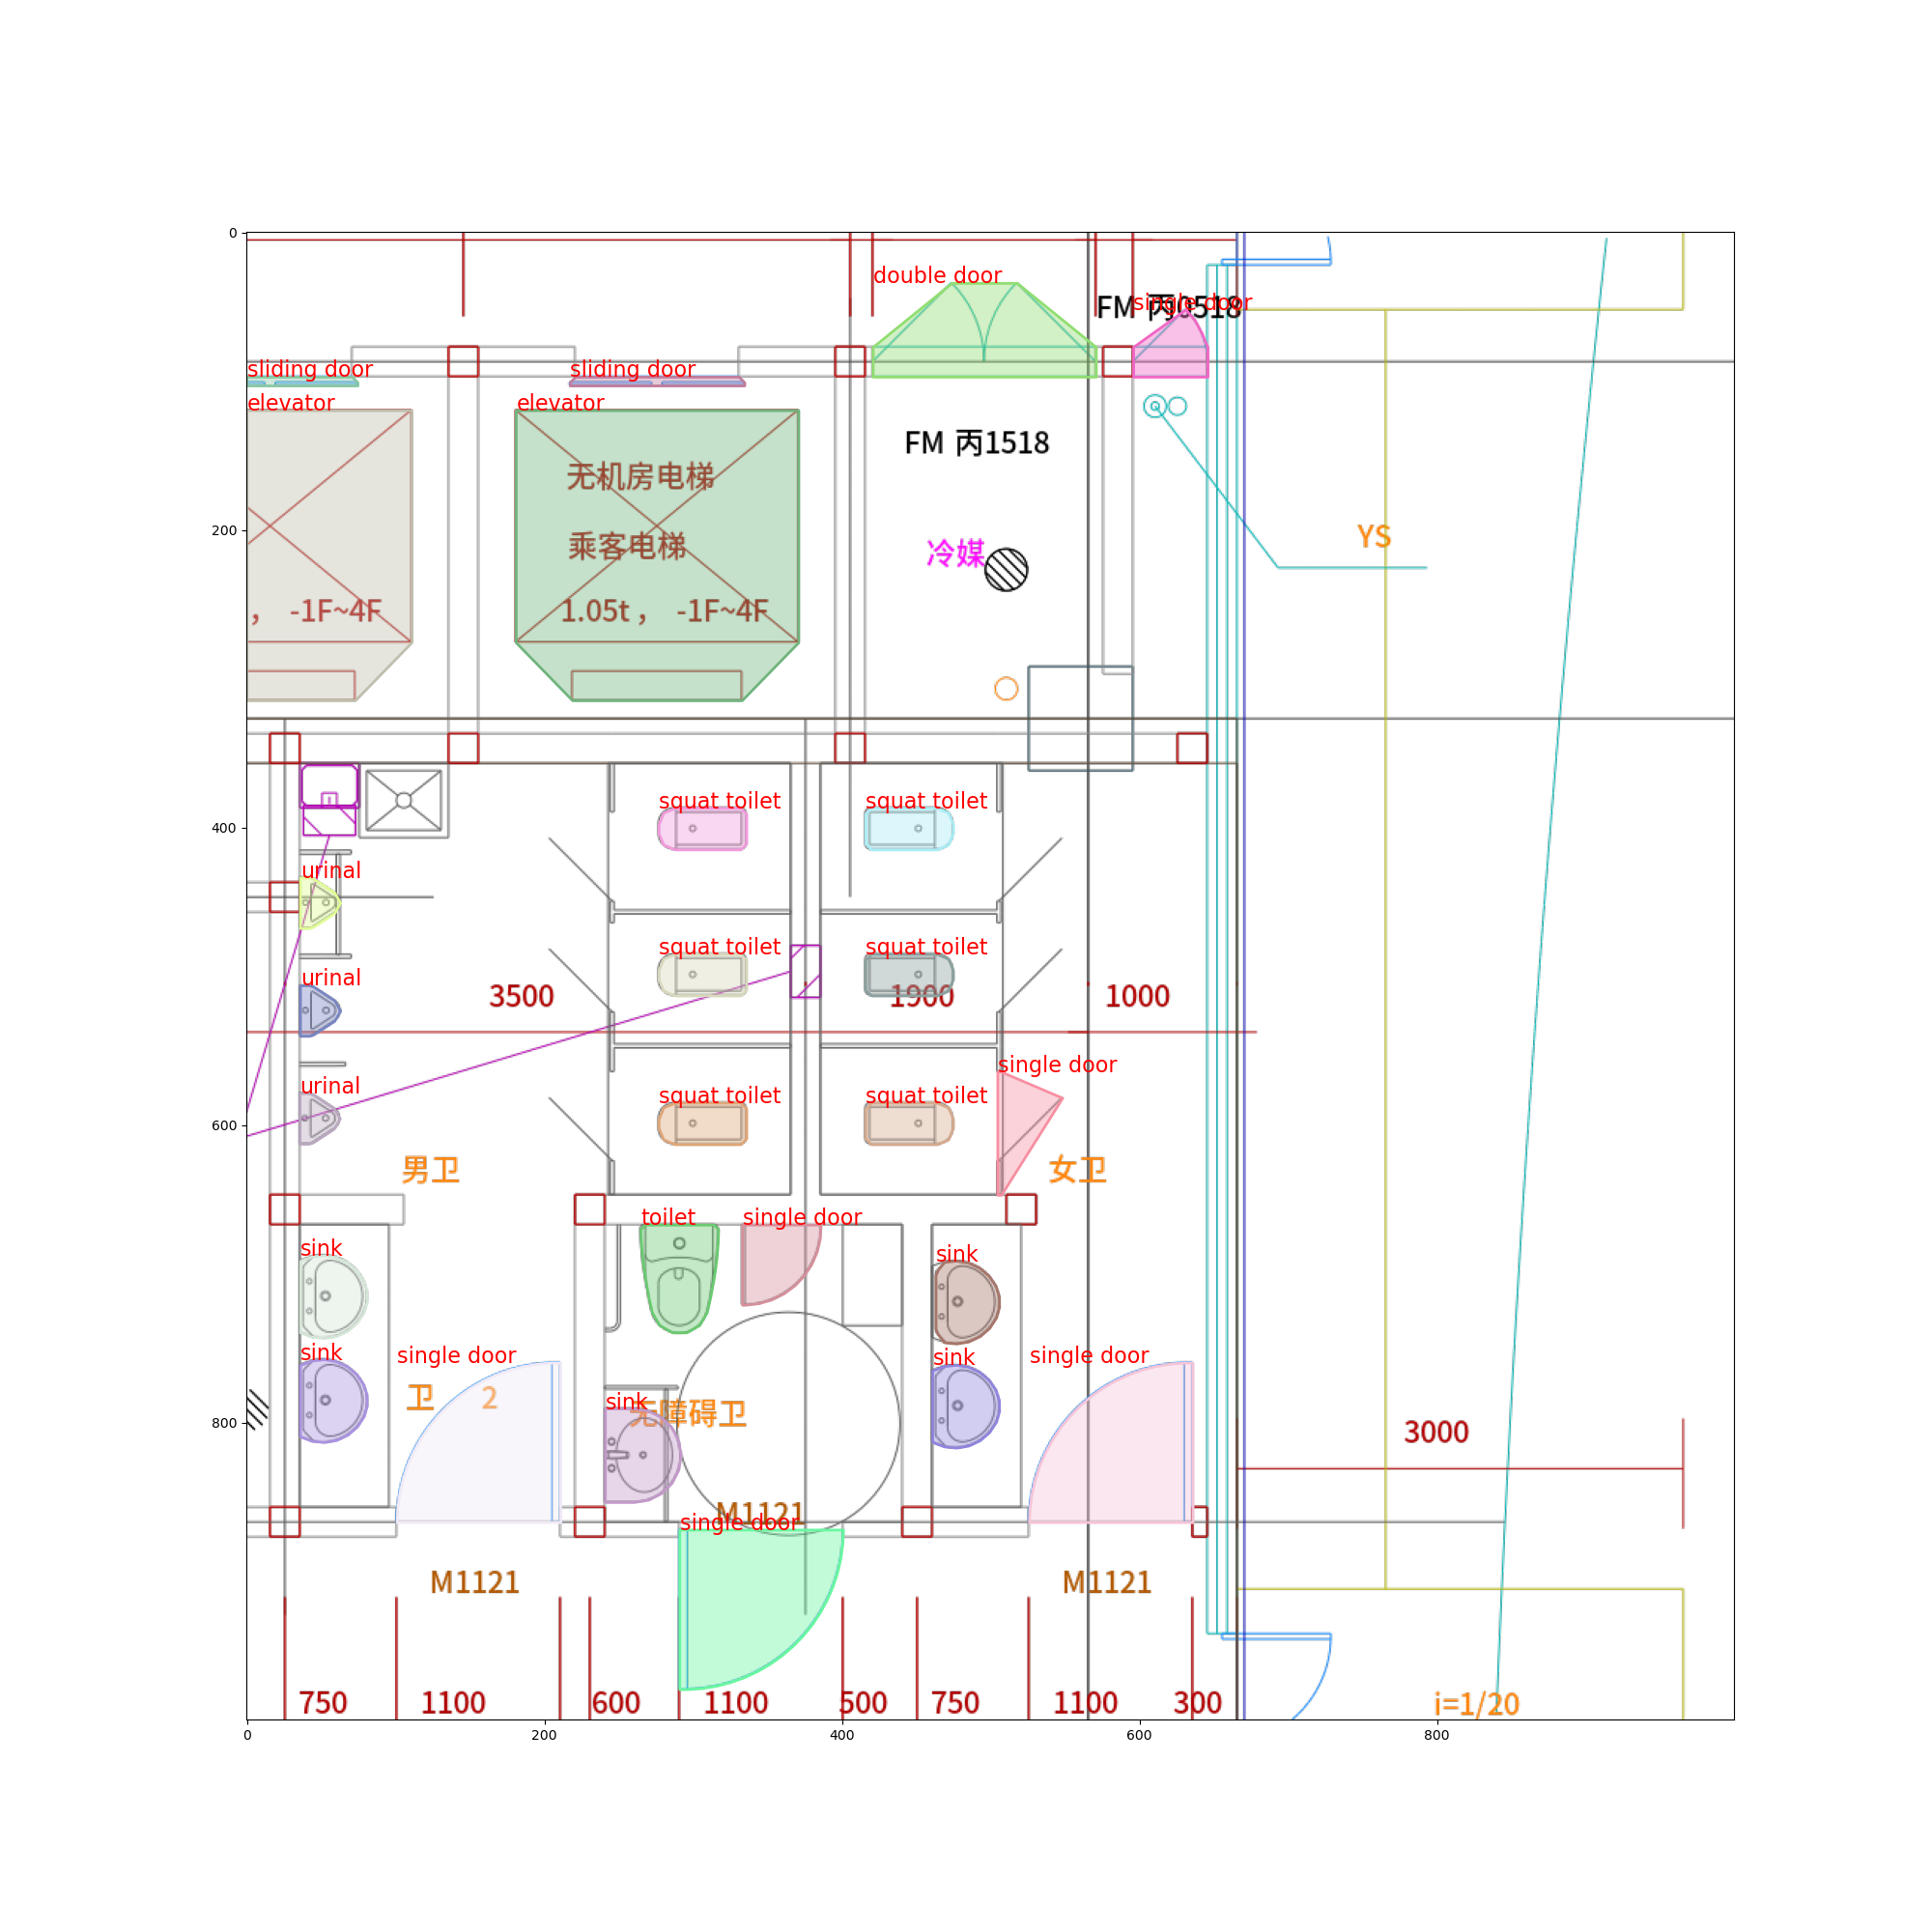 0
double door
FM 丙0518
single door
sliding door
sliding door
elevator
elevator
FM 丙1518
无机房电梯
200
YS
乘客电梯
冷媒
， -1F~4F
1.05t， -1F~4F
squat toilet
squat toilet
400
urinal
squat toilet
squat toilet
urinal
3500
1900
1000
single door
urinal
squat toilet
squat toilet
600
男卫
女卫
toilet
single door
sink
sink
sink
single door
sink
single door
卫 2
sink
无障碍卫
800
3000
M1121
single door
M1121
M1121
750
1100
600
1100
500
750
1100
300
i=1/20
0
200
400
600
800